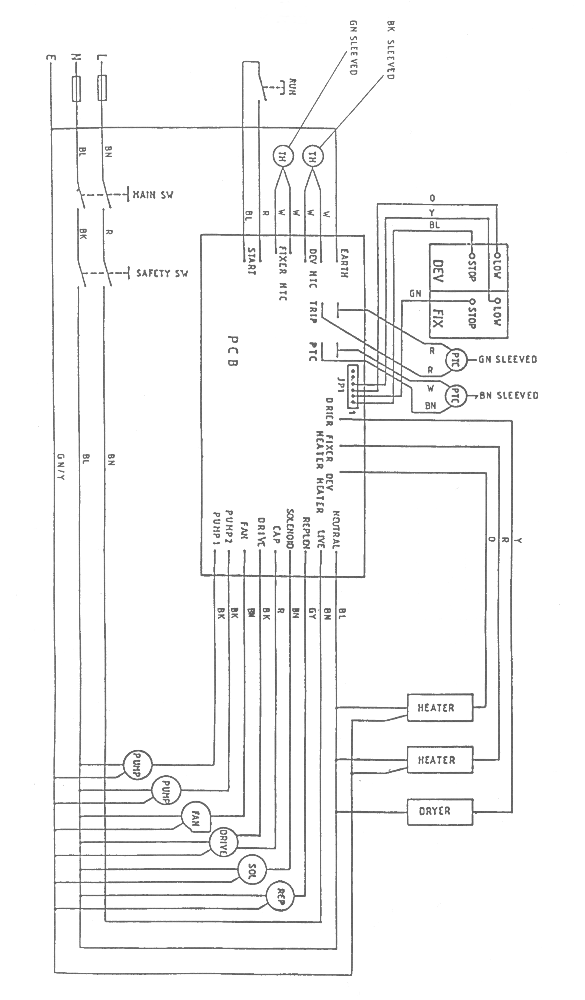 BK SLEEVED
GN SLEEVED
E
N
L
RUN
BL
BN
TH
TH
MAIN SW
BL
R
W
W
W
W
O
Y
BL
BK
R
SAFETY SW
START
FIXER NTC
DEV NTC
EARTH
DEV
STOP
LOW
GN
FIX
STOP
LOW
TRIP
PTC
PCB
R
R
PTC
GN SLEEVED
W
BN
PTC
BN SLEEVED
JP1
1
DRIER
FIXER HEATER
DEV HEATER
GN/Y
BL
BN
PUMP1
PUMP2
FAN
DRIVE
CAP
SOLENOID
REPLEN
LIVE
NEUTRAL
O
R
Y
BK
BK
BN
BK
R
BN
GY
BN
BL
HEATER
HEATER
DRYER
PUMP
PUMP
FAN
DRIVE
SOL
REP